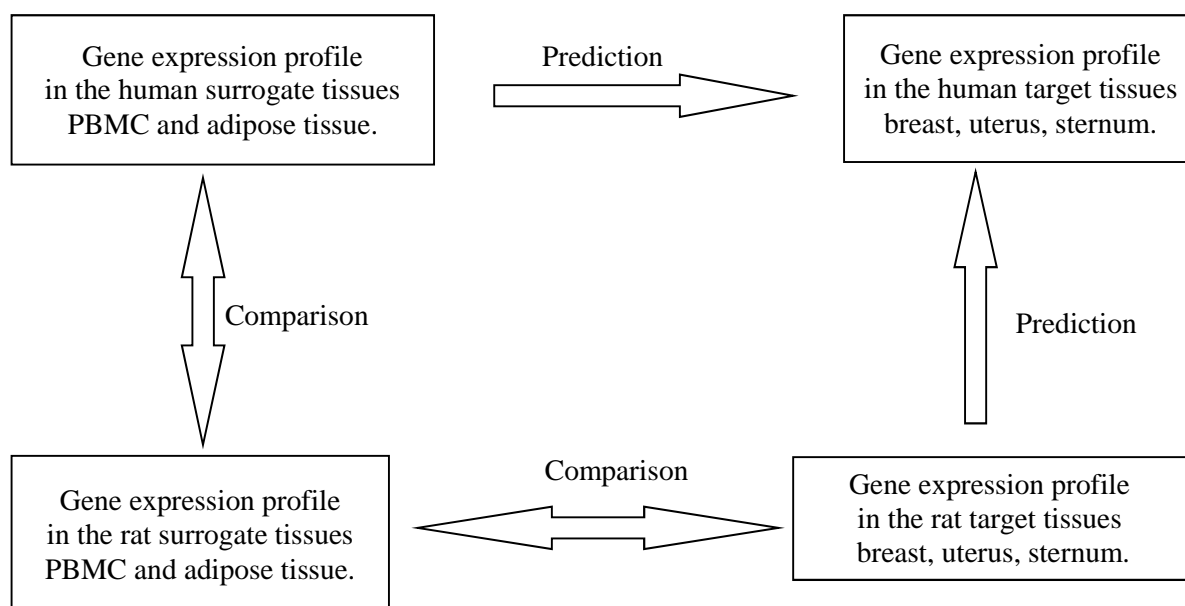 Gene expression profile
in the human surrogate tissues
PBMC and adipose tissue.
Prediction
Gene expression profile
in the human target tissues
breast, uterus, sternum.
Comparison
Prediction
Gene expression profile
in the rat surrogate tissues
PBMC and adipose tissue.
Comparison
Gene expression profile
in the rat target tissues
breast, uterus, sternum.